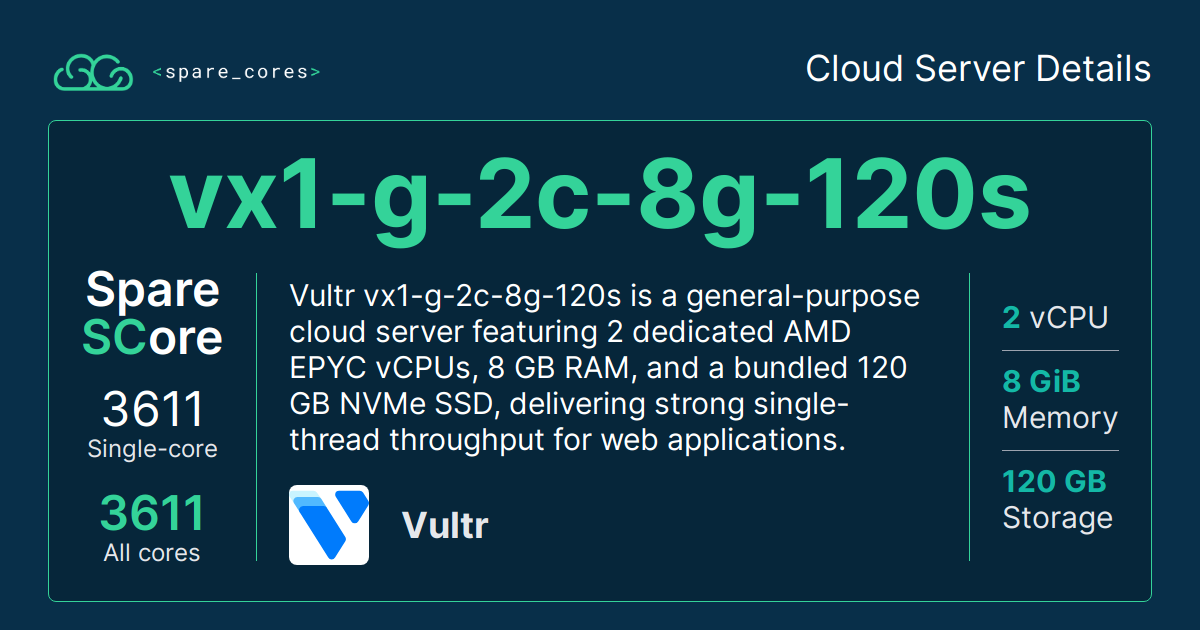 <spare_cores>
Cloud Server Details
vx1-g-2c-8g-120s
Spare
SCore
3611
Single-core
3611
All cores
Vultr vx1-g-2c-8g-120s is a general-purpose
cloud server featuring 2 dedicated AMD
EPYC vCPUs, 8 GB RAM, and a bundled 120
GB NVMe SSD, delivering strong single-
thread throughput for web applications.
Vultr
2 vCPU
8 GiB
Memory
120 GB
Storage